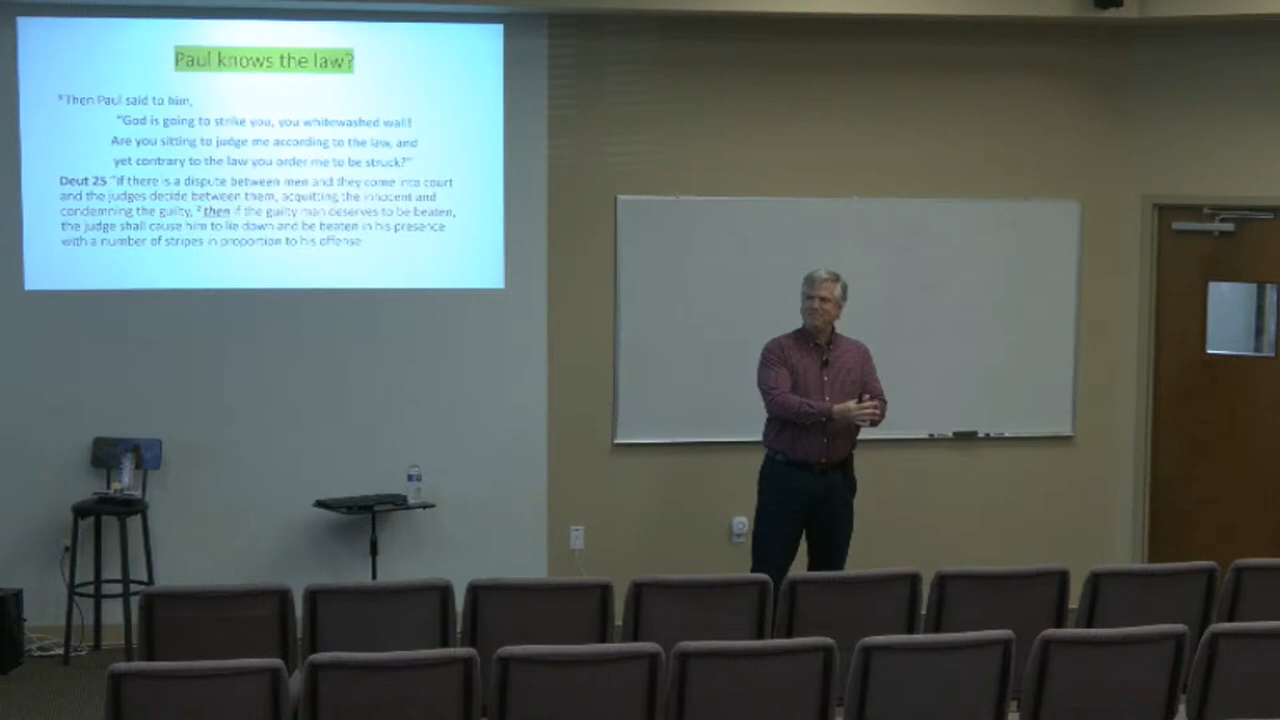 Paul knows the law?
³Then Paul said to him,
"God is going to strike you, you whitewashed wall!
Are you sitting to judge me according to the law, and
yet contrary to the law you order me to be struck?"
Deut 25 "If there is a dispute between men and they come into court
and the judges decide between them, acquitting the innocent and
condemning the guilty, ² then if the guilty man deserves to be beaten,
the judge shall cause him to lie down and be beaten in his presence
with a number of stripes in proportion to his offense